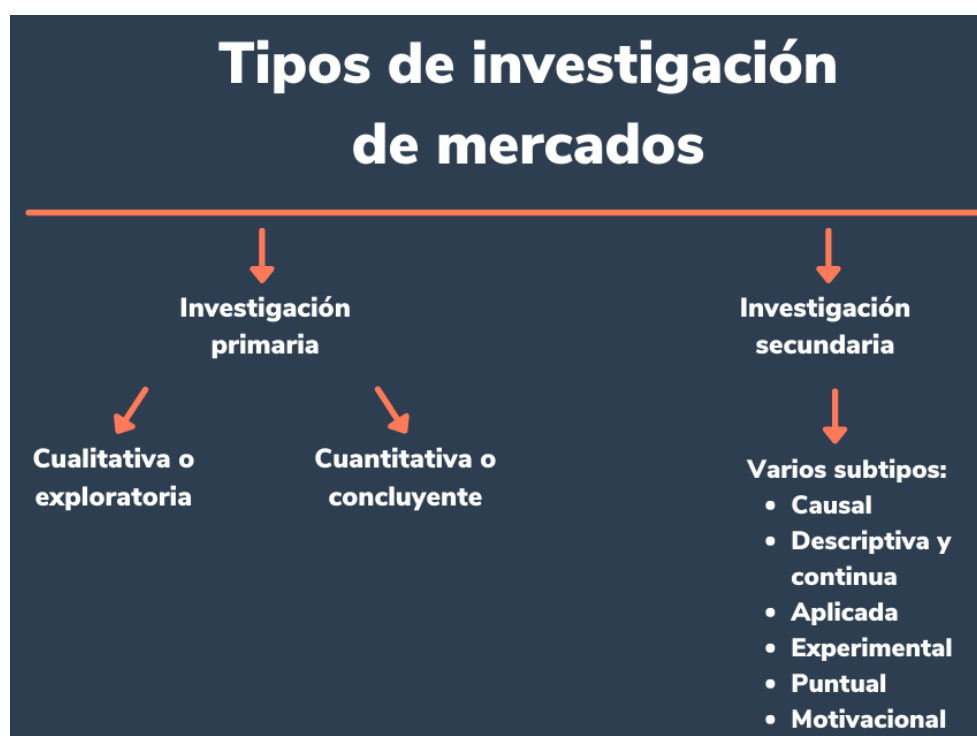 Tipos de investigación
de mercados
Investigación
primaria
Cualitativa o
exploratoria
Cuantitativa o
concluyente
Investigación
secundaria
Varios subtipos:
• Causal
• Descriptiva y
continua
• Aplicada
• Experimental
• Puntual
• Motivacional